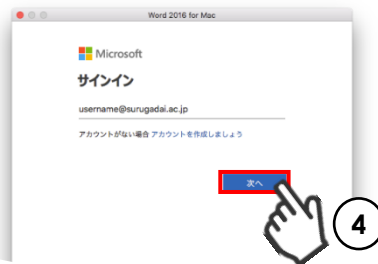 Word 2016 for Mac
Microsoft
サインイン
username@surugadai.ac.jp
アカウントがない場合 アカウントを作成しましょう
次へ
4